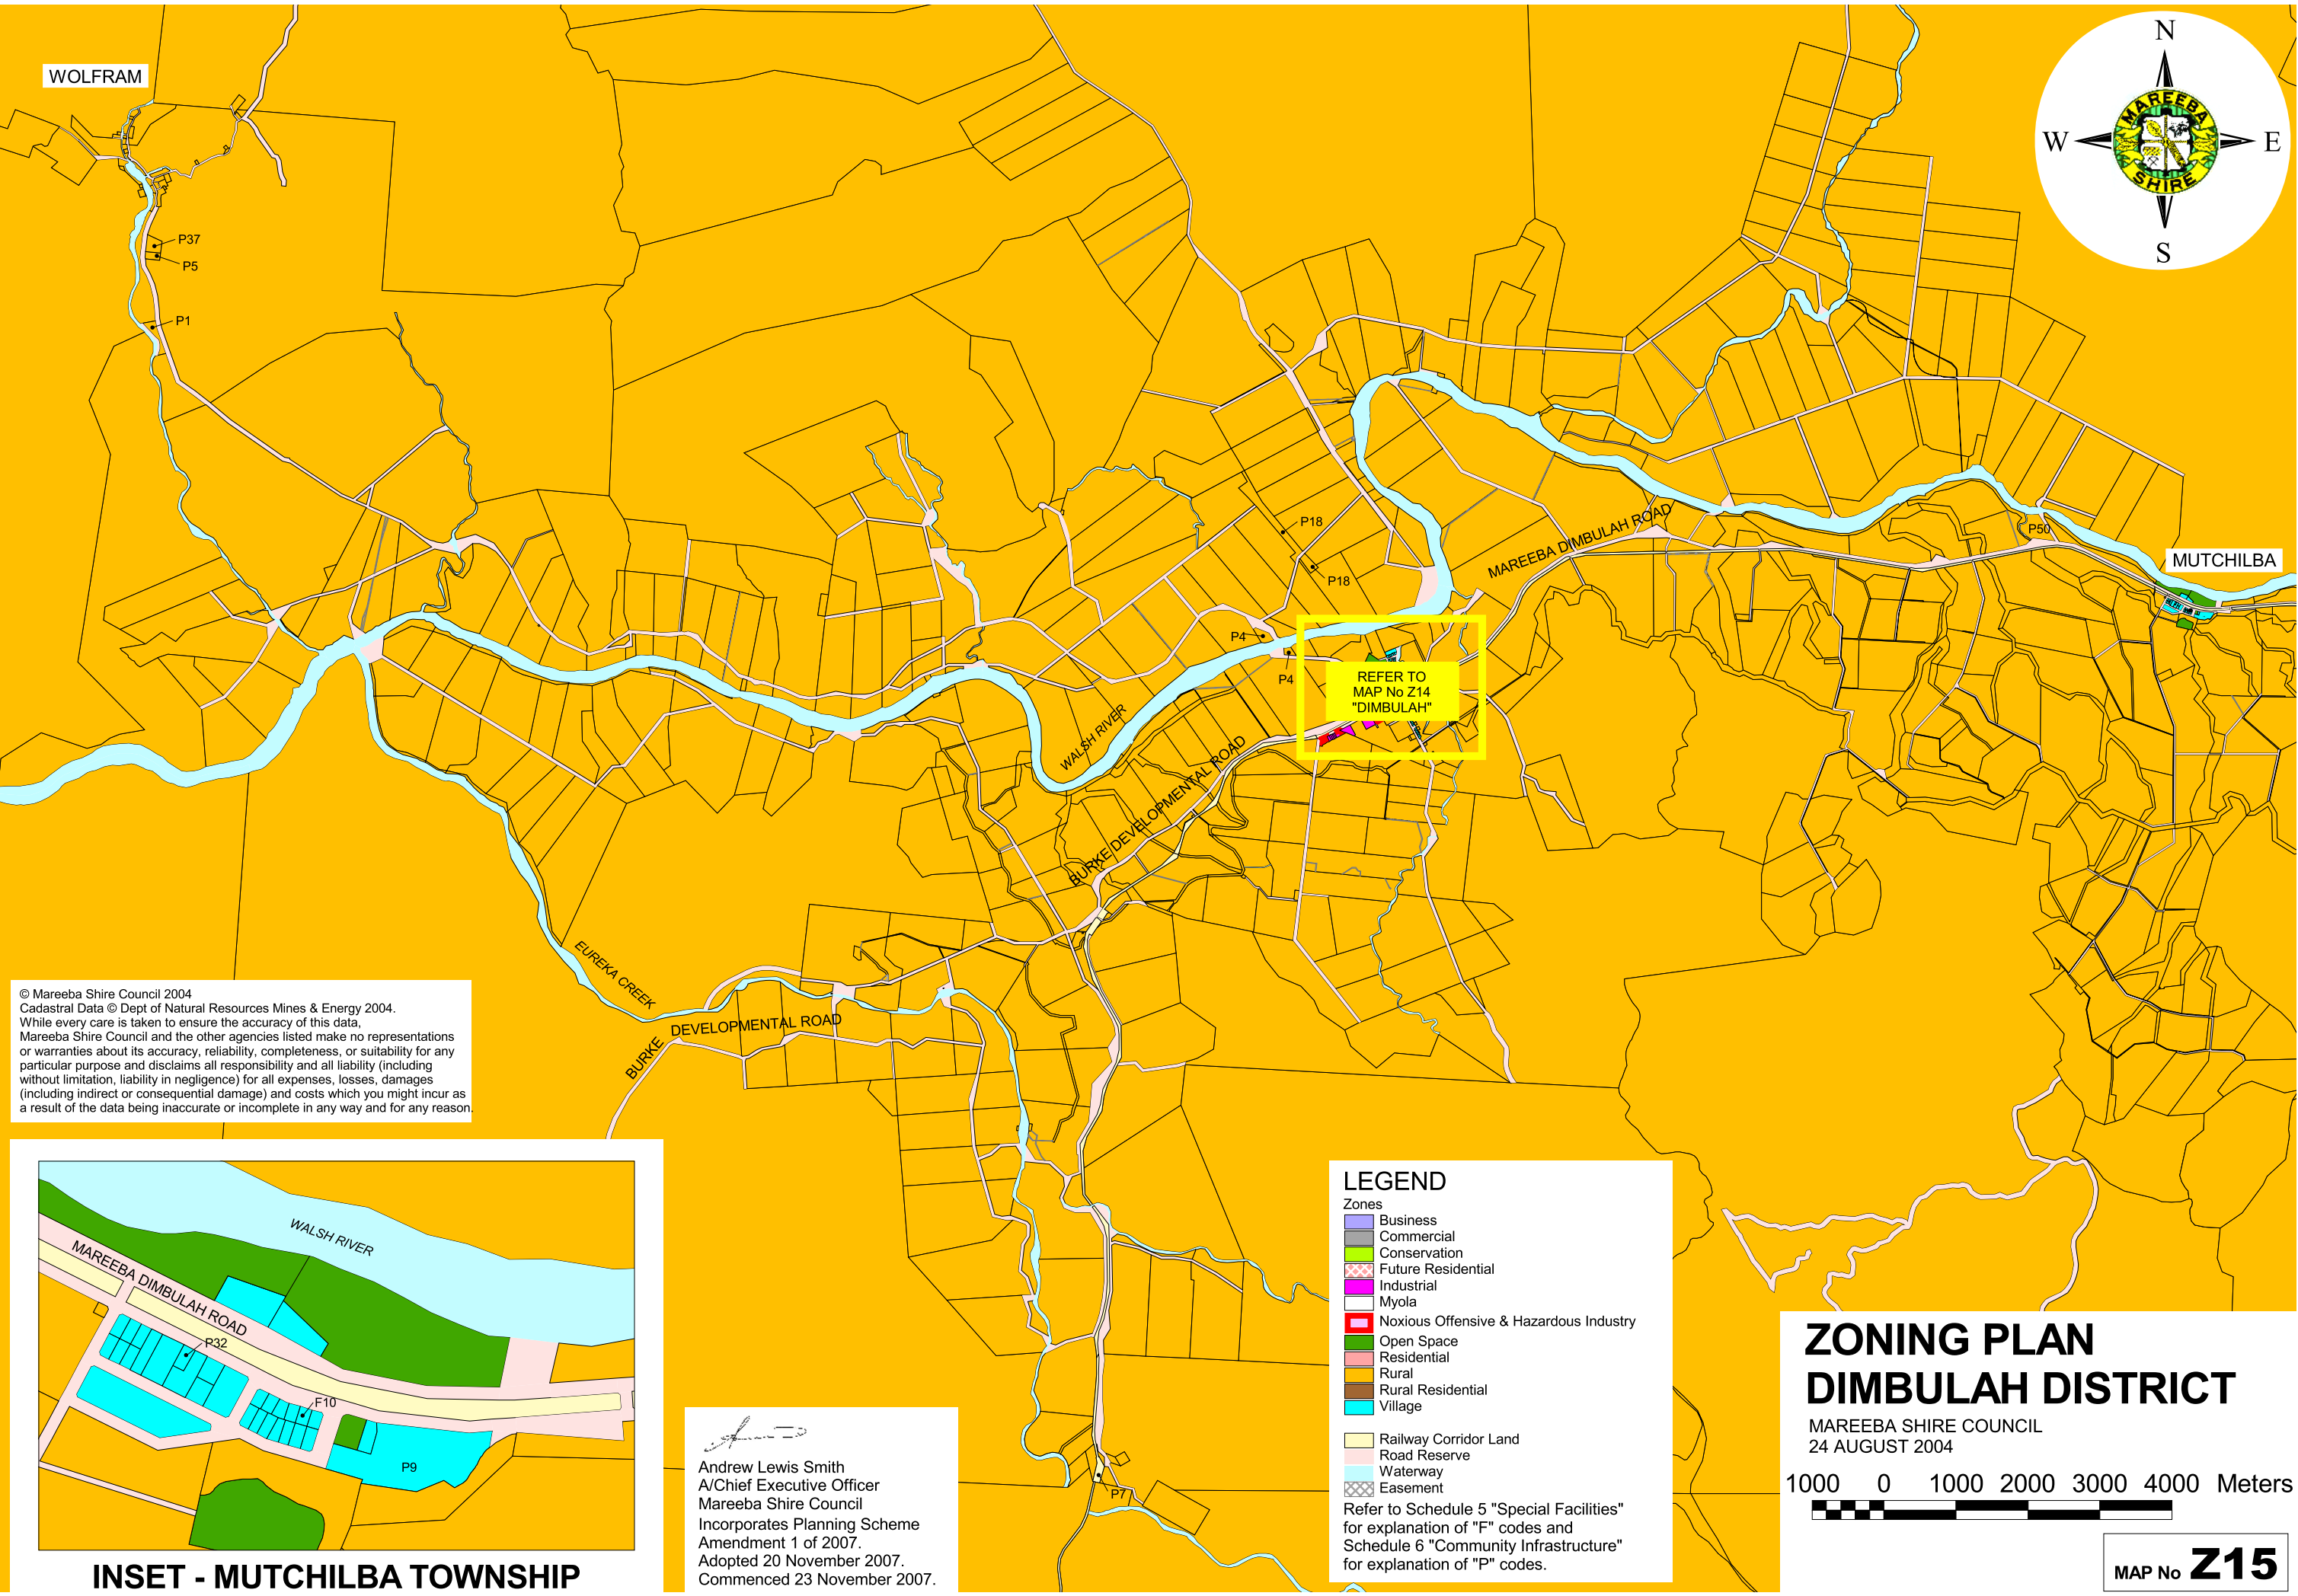 WOLFRAM
N
W
E
S
MAREEBA
SHIRE
P37
P5
P1
P18
P18
MAREEBA DIMBULAH ROAD
P50
MUTCHILBA
P4
P4
REFER TO
MAP No Z14
"DIMBULAH"
WALSH RIVER
BURKE DEVELOPMENTAL ROAD
EUREKA CREEK
BURKE
DEVELOPMENTAL ROAD
P7
© Mareeba Shire Council 2004
Cadastral Data © Dept of Natural Resources Mines & Energy 2004.
While every care is taken to ensure the accuracy of this data,
Mareeba Shire Council and the other agencies listed make no representations
or warranties about its accuracy, reliability, completeness, or suitability for any
particular purpose and disclaims all responsibility and all liability (including
without limitation, liability in negligence) for all expenses, losses, damages
(including indirect or consequential damage) and costs which you might incur as
a result of the data being inaccurate or incomplete in any way and for any reason.
WALSH RIVER
MAREEBA DIMBULAH ROAD
P32
F10
P9
INSET - MUTCHILBA TOWNSHIP
Andrew Lewis Smith
A/Chief Executive Officer
Mareeba Shire Council
Incorporates Planning Scheme
Amendment 1 of 2007.
Adopted 20 November 2007.
Commenced 23 November 2007.
LEGEND
Zones
Business
Commercial
Conservation
Future Residential
Industrial
Myola
Noxious Offensive & Hazardous Industry
Open Space
Residential
Rural
Rural Residential
Village
Railway Corridor Land
Road Reserve
Waterway
Easement
Refer to Schedule 5 "Special Facilities"
for explanation of "F" codes and
Schedule 6 "Community Infrastructure"
for explanation of "P" codes.
ZONING PLAN
DIMBULAH DISTRICT
MAREEBA SHIRE COUNCIL
24 AUGUST 2004
1000 0 1000 2000 3000 4000 Meters
MAP No Z15